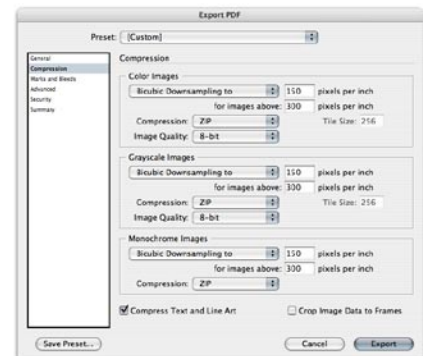 Export PDF
Preset: [Custom]
General
Compression
Marks and Bleeds
Advanced
Security
Summary
Compression
Color Images
Bicubic Downsampling to 150 pixels per inch
for images above: 300 pixels per inch
Compression: ZIP Tile Size: 256
Image Quality: 8-bit
Grayscale Images
Bicubic Downsampling to 150 pixels per inch
for images above: 300 pixels per inch
Compression: ZIP Tile Size: 256
Image Quality: 8-bit
Monochrome Images
Bicubic Downsampling to 150 pixels per inch
for images above: 300 pixels per inch
Compression: ZIP
Compress Text and Line Art Crop Image Data to Frames
Save Preset... Cancel Export